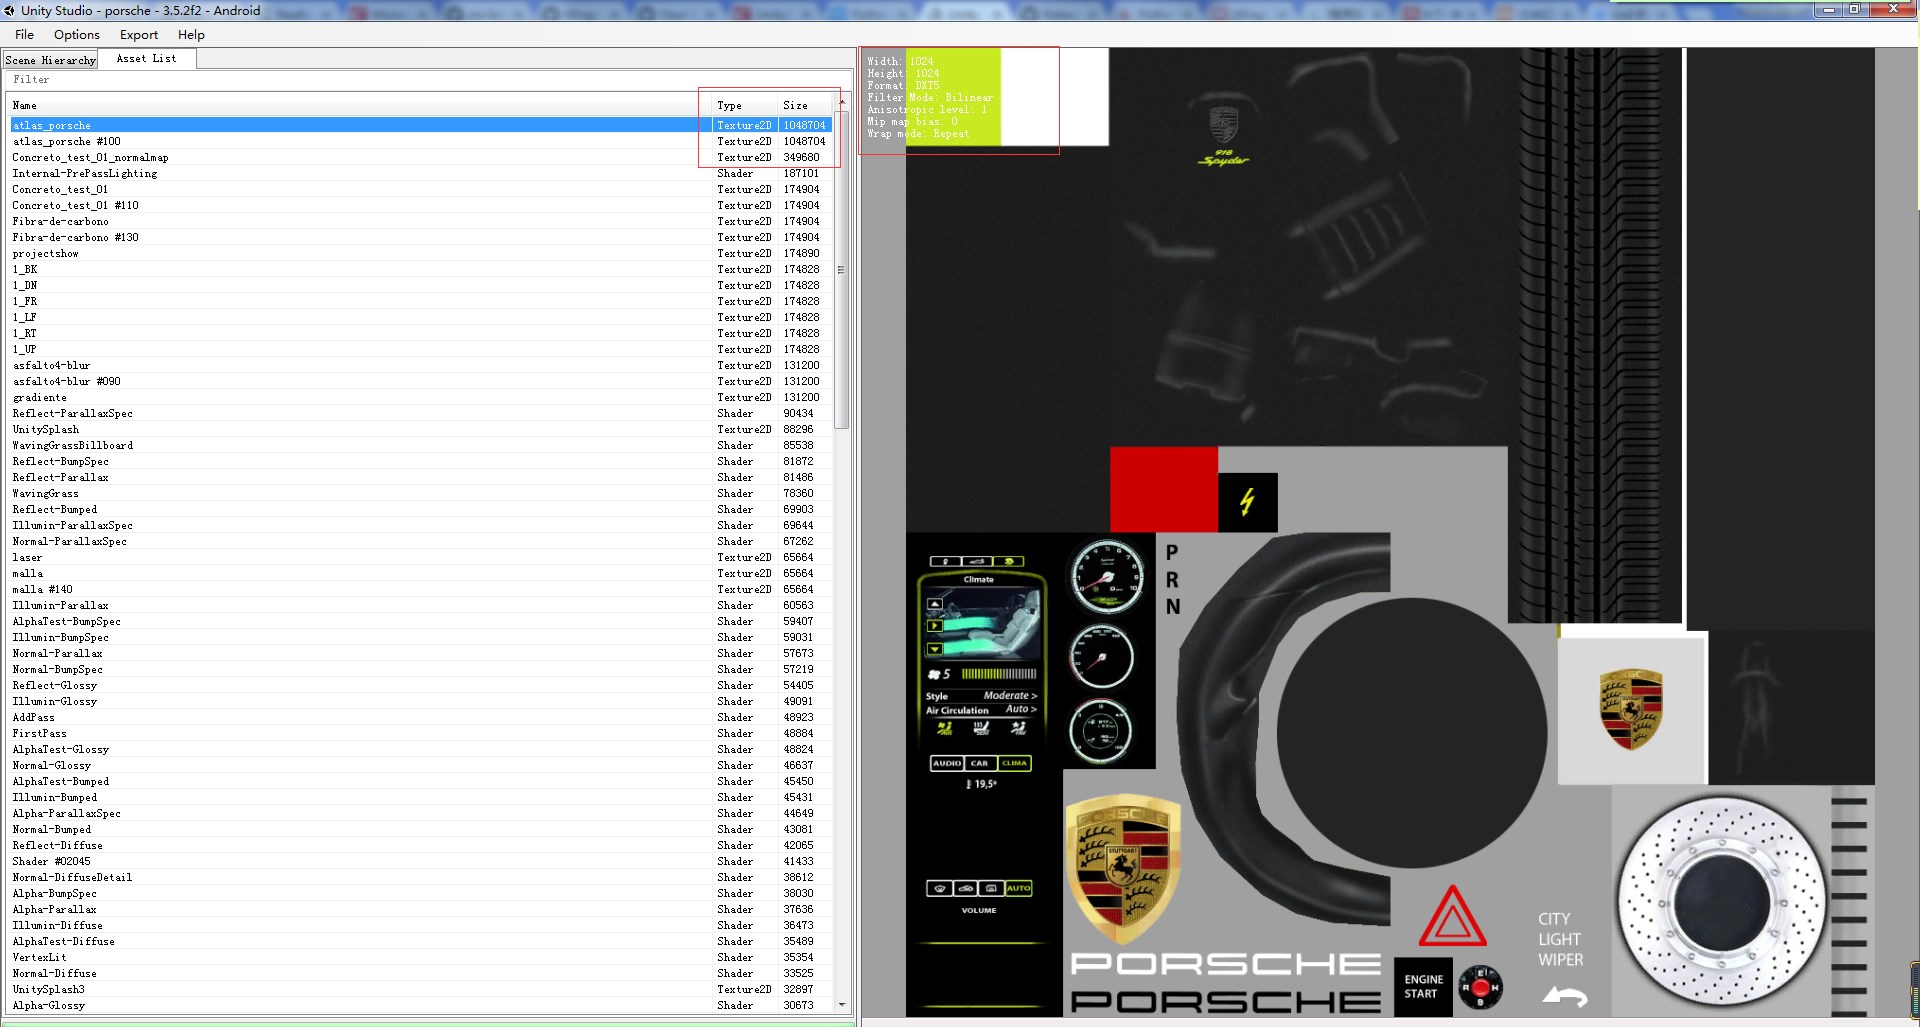 Unity Studio - porsche - 3.5.2f2 - Android
File Options Export Help
Scene Hierarchy Asset List
Filter
Name Type Size
atlas_porsche Texture2D 1048704
atlas_porsche #100 Texture2D 1048704
Concreto_test_01_normalmap Texture2D 349680
Internal-PrePassLighting Shader 187101
Concreto_test_01 Texture2D 174904
Concreto_test_01 #110 Texture2D 174904
Fibra-de-carbono Texture2D 174904
Fibra-de-carbono #130 Texture2D 174904
projectshow Texture2D 174890
1_BK Texture2D 174828
1_DN Texture2D 174828
1_FR Texture2D 174828
1_LF Texture2D 174828
1_RT Texture2D 174828
1_UP Texture2D 174828
asfalto4-blur Texture2D 131200
asfalto4-blur #090 Texture2D 131200
gradiente Texture2D 131200
Reflect-ParallaxSpec Shader 90434
UnitySplash Texture2D 88296
WavingGrassBillboard Shader 85538
Reflect-BumpSpec Shader 81872
Reflect-Parallax Shader 81486
WavingGrass Shader 78360
Reflect-Bumped Shader 69903
Illumin-ParallaxSpec Shader 69644
Normal-ParallaxSpec Shader 67262
laser Texture2D 65664
malla Texture2D 65664
malla #140 Texture2D 65664
Illumin-Parallax Shader 60563
AlphaTest-BumpSpec Shader 59407
Illumin-BumpSpec Shader 59031
Normal-Parallax Shader 57673
Normal-BumpSpec Shader 57219
Reflect-Glossy Shader 54405
Illumin-Glossy Shader 49091
AddPass Shader 48923
FirstPass Shader 48884
AlphaTest-Glossy Shader 48824
Normal-Glossy Shader 46637
AlphaTest-Bumped Shader 45450
Illumin-Bumped Shader 45431
Alpha-ParallaxSpec Shader 44649
Normal-Bumped Shader 43081
Reflect-Diffuse Shader 42065
Shader #02045 Shader 41433
Normal-DiffuseDetail Shader 38612
Alpha-BumpSpec Shader 38030
Alpha-Parallax Shader 37636
Illumin-Diffuse Shader 36473
AlphaTest-Diffuse Shader 35489
VertexLit Shader 35354
Normal-Diffuse Shader 33525
UnitySplash3 Texture2D 32897
Alpha-Glossy Shader 30673
Width: 1024
Height: 1024
Format: DXT5
Filter Mode: Bilinear
Anisotropic level: 1
Mip map bias: 0
Wrap mode: Repeat
918
Spyder
Climate
5
Style Moderate >
Air Circulation Auto >
AUDIO CAR CLIMA
19,5°
AUTO
VOLUME
P
R
N
PORSCHE
STUTTGART
PORSCHE
PORSCHE
ENGINE
START
R H
B
CITY
LIGHT
WIPER